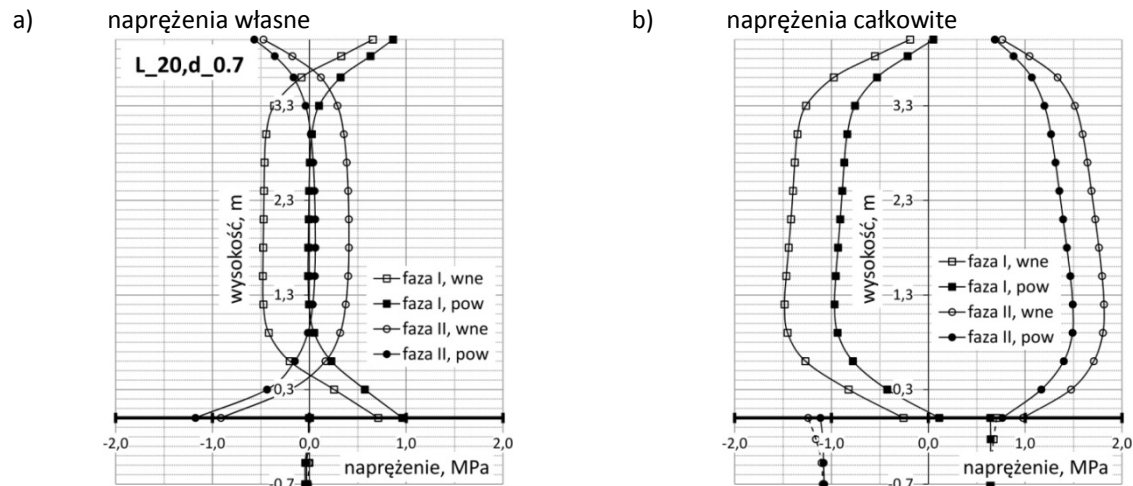 a) naprężenia własne
b) naprężenia całkowite
L_20,d_0.7
3,3
2,3
1,3
0,3
-0,7
wysokość, m
faza I, wne
faza I, pow
faza II, wne
faza II, pow
-2,0 -1,0 0,0 1,0 2,0
naprężenie, MPa
3,3
2,3
1,3
0,3
-0,7
wysokość, m
faza I, wne
faza I, pow
faza II, wne
faza II, pow
-2,0 -1,0 0,0 1,0 2,0
naprężenie, MPa